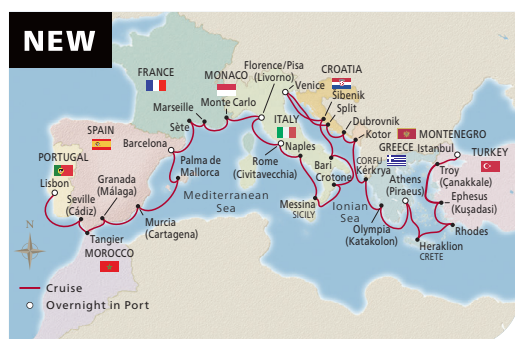 NEW
FRANCE
MONACO
Florence/Pisa
(Livorno)
Venice
CROATIA
Sibenik
Split
Dubrovnik
Kotor
MONTENEGRO
Marseille
Monte Carlo
Sète
ITALY
SPAIN
Barcelona
Rome
(Civitavecchia)
Naples
Bari
Crotone
CORFU
Kérkyra
GREECE
Istanbul
TURKEY
PORTUGAL
Lisbon
Granada
(Málaga)
Palma de
Mallorca
Athens
(Piraeus)
Troy
(Çanakkale)
Seville
(Cádiz)
Mediterranean
Sea
Messina
SICILY
Ionian
Sea
Ephesus
(Kuşadasi)
Murcia
(Cartagena)
Olympia
(Katakolon)
Rhodes
Tangier
MOROCCO
Heraklion
CRETE
N
Cruise
Overnight in Port